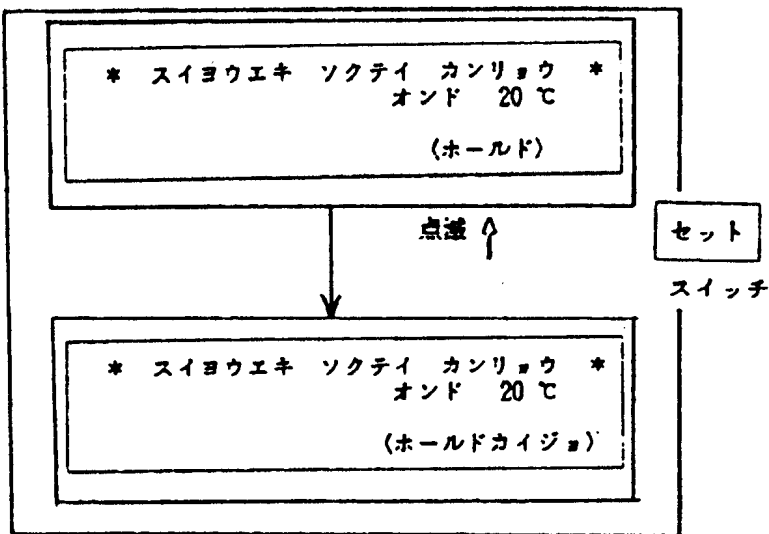 * スイヨウエキ ソクテイ カンリョウ *
オンド 20 ℃
(ホールド)
点滅
セット
スイッチ
* スイヨウエキ ソクテイ カンリョウ *
オンド 20 ℃
(ホールドカイジョ)